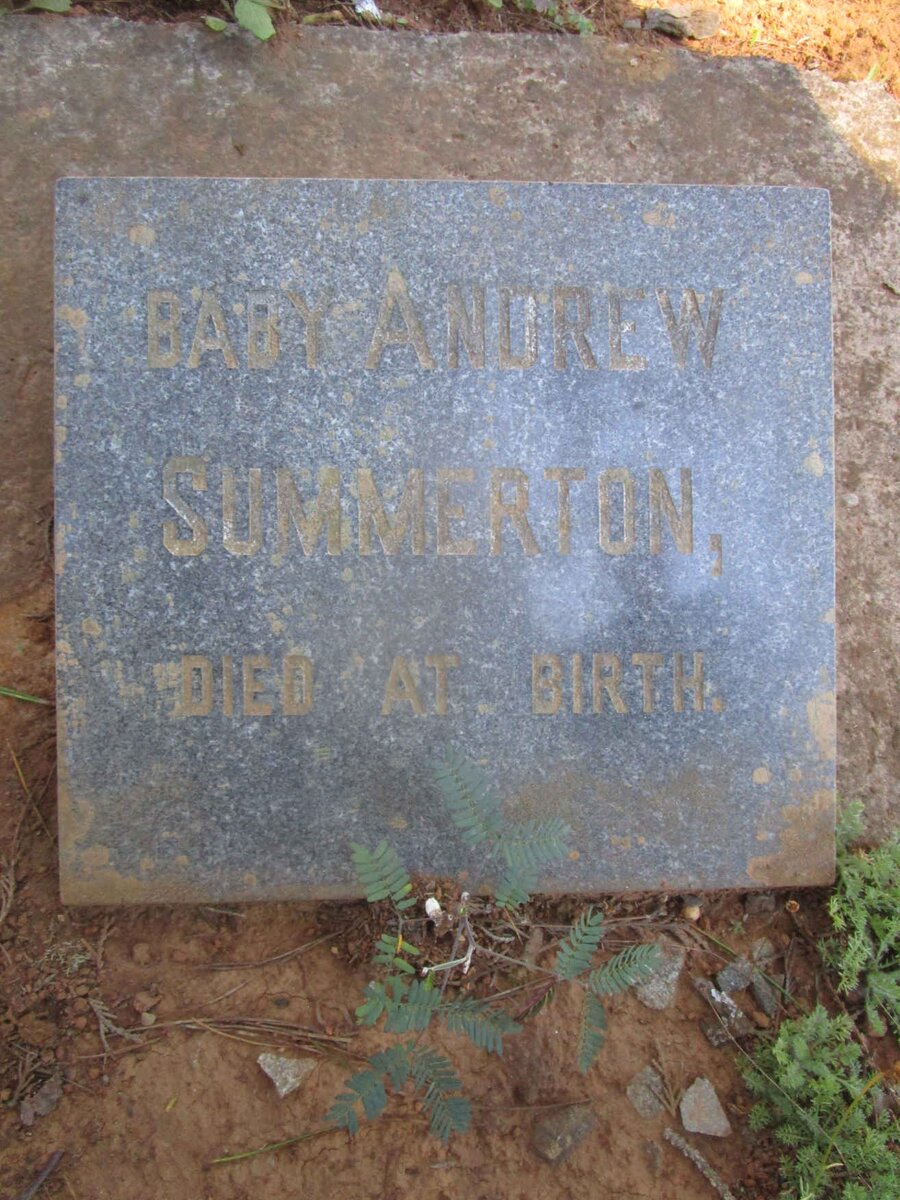 BABY ANDREW
SUMMERTON,
DIED AT BIRTH.